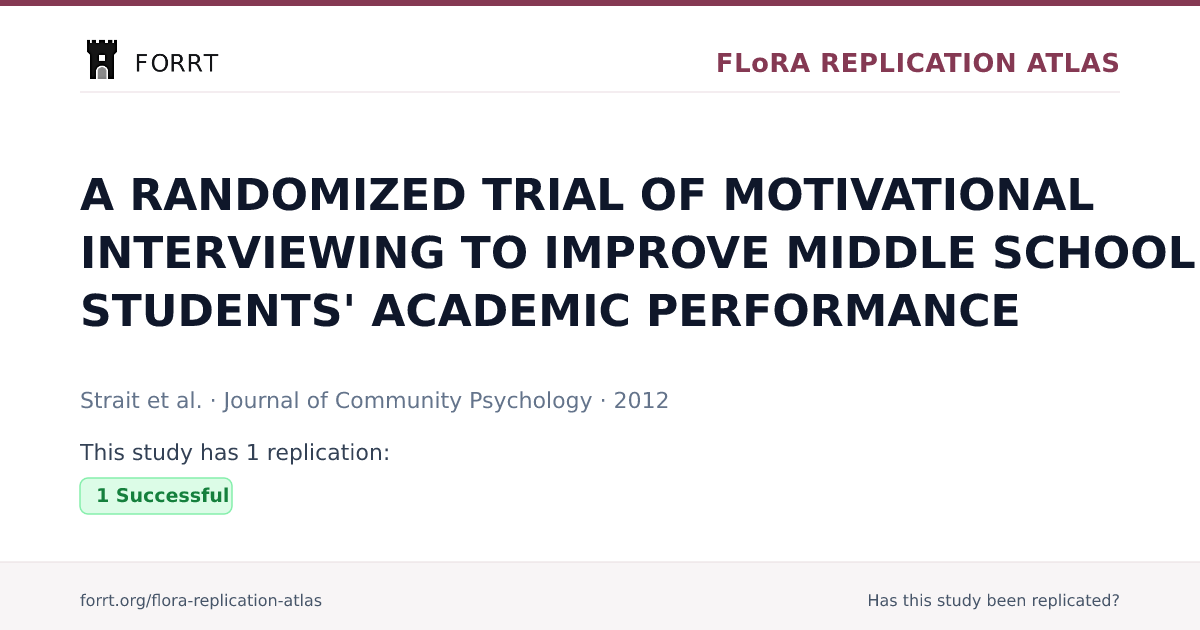 FORRT
FLoRA REPLICATION ATLAS
A RANDOMIZED TRIAL OF MOTIVATIONAL
INTERVIEWING TO IMPROVE MIDDLE SCHOOL
STUDENTS' ACADEMIC PERFORMANCE
Strait et al. · Journal of Community Psychology · 2012
This study has 1 replication:
1 Successful
forrt.org/flora-replication-atlas
Has this study been replicated?